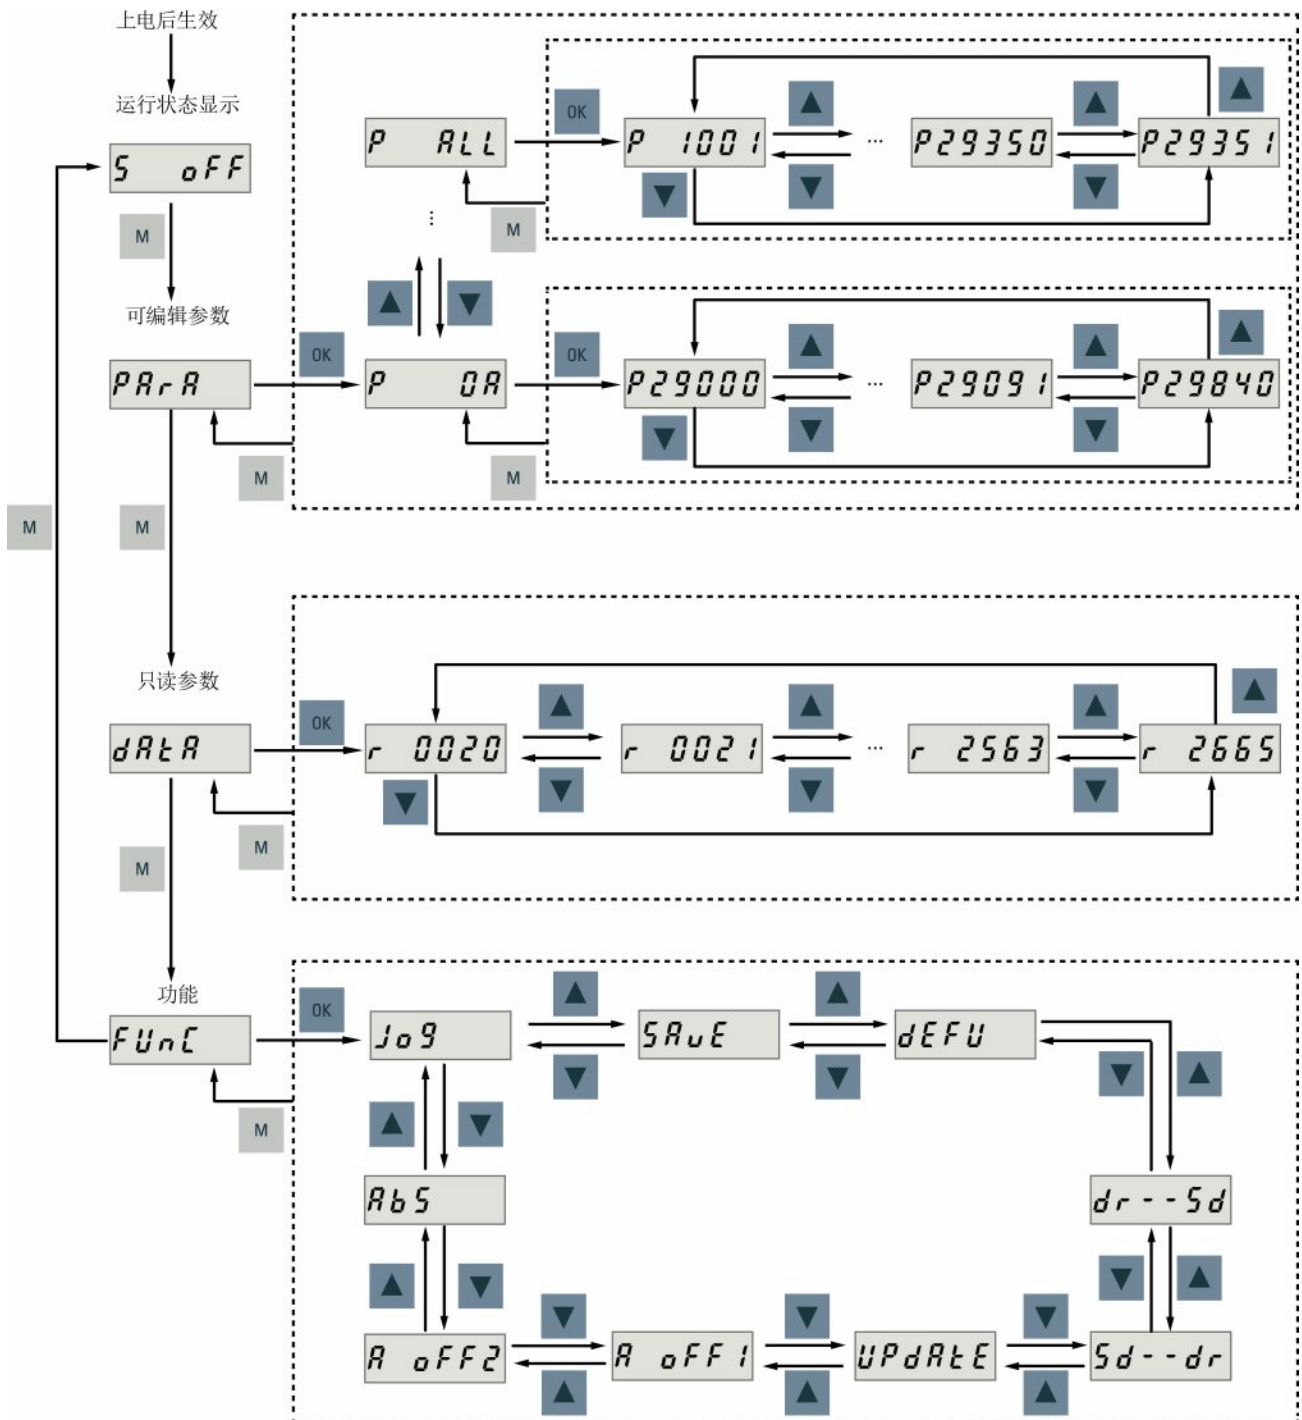 上电后生效
运行状态显示
S oFF
M
可编辑参数
PArA
OK
M
P ALL
OK
M
P 1001
...
P29350
P29351
⋮
P 0A
OK
M
P29000
...
P29091
P29840
M
M
只读参数
dAtA
OK
M
r 0020
r 0021
...
r 2563
r 2665
M
功能
FUnC
OK
M
Jog
SAvE
dEFU
AbS
dr--Sd
A oFF2
A oFF1
UPdAtE
Sd--dr